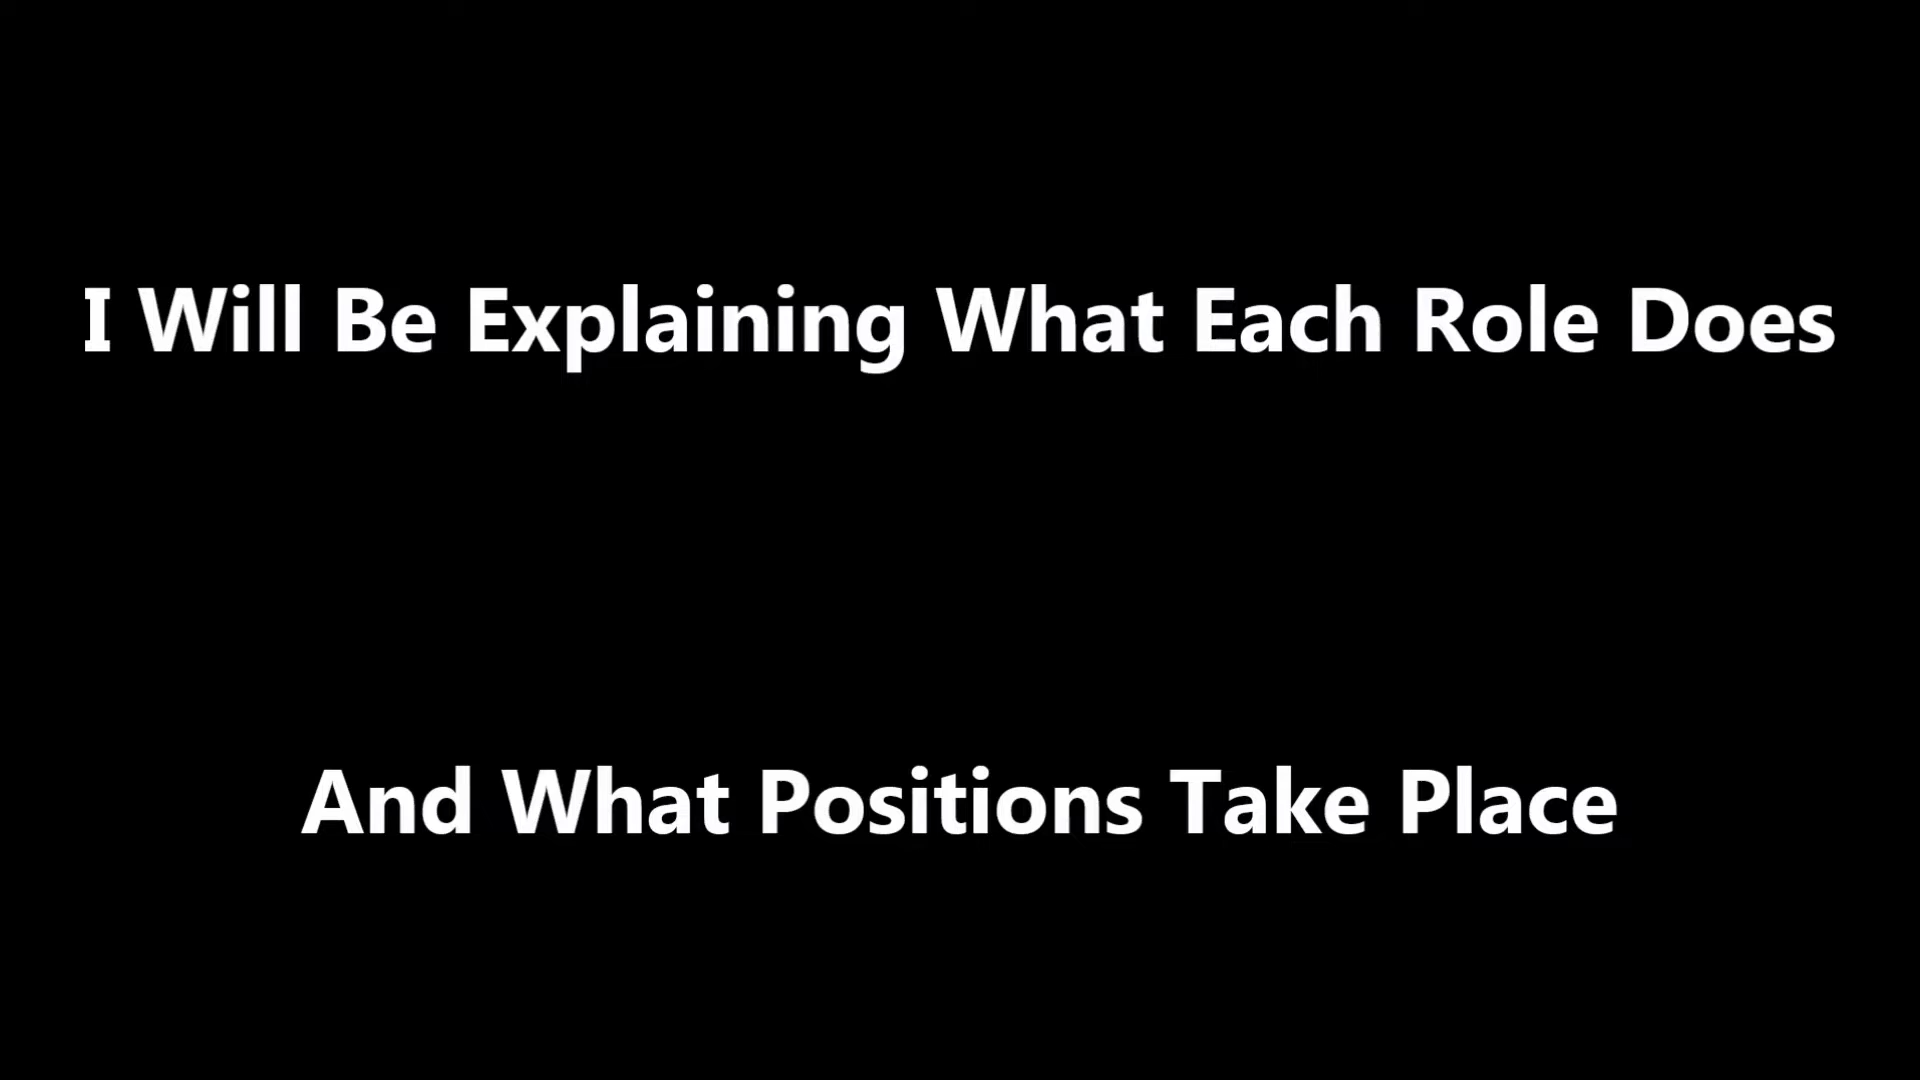 I Will Be Explaining What Each Role Does
And What Positions Take Place